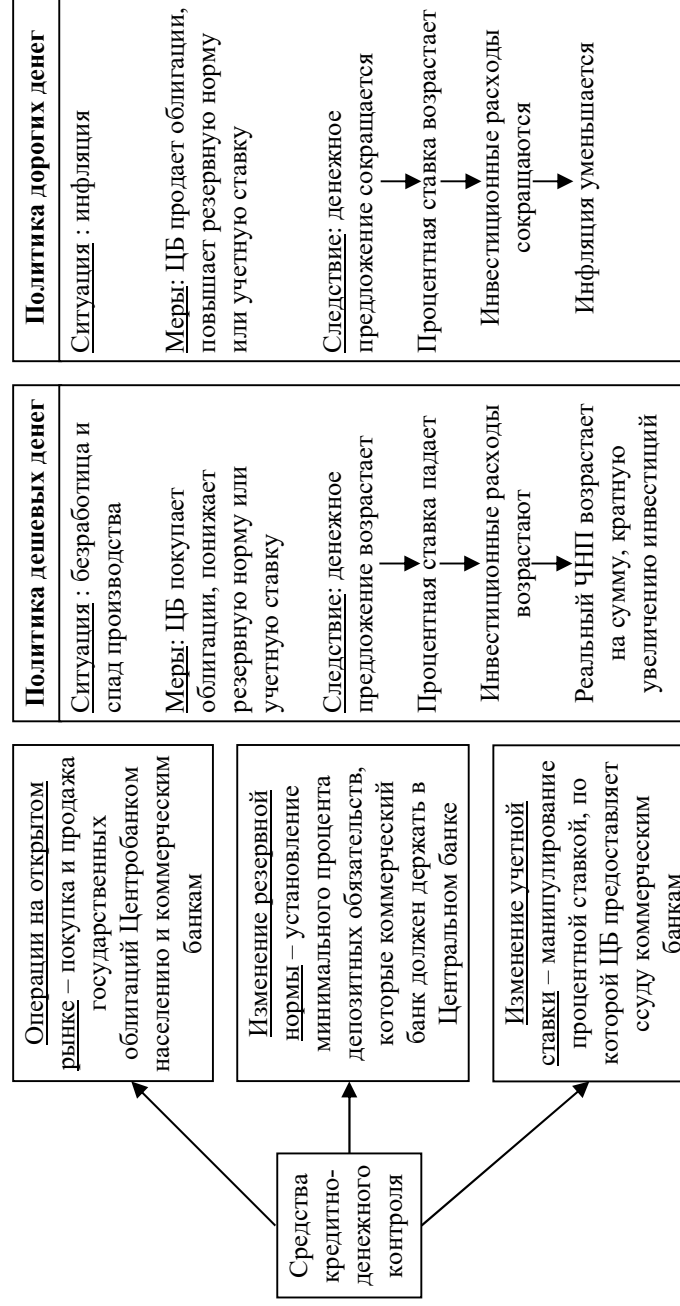 Средства
кредитно-
денежного
контроля
Операции на открытом
рынке – покупка и продажа
государственных
облигаций Центробанком
населению и коммерческим
банкам
Изменение резервной
нормы – установление
минимального процента
депозитных обязательств,
которые коммерческий
банк должен держать в
Центральном банке
Изменение учетной
ставки – манипулирование
процентной ставкой, по
которой ЦБ предоставляет
ссуду коммерческим
банкам
Политика дешевых денег
Ситуация : безработица и
спад производства
Меры: ЦБ покупает
облигации, понижает
резервную норму или
учетную ставку
Следствие: денежное
предложение возрастает
Процентная ставка падает
Инвестиционные расходы
возрастают
Реальный ЧНП возрастает
на сумму, кратную
увеличению инвестиций
Политика дорогих денег
Ситуация : инфляция
Меры: ЦБ продает облигации,
повышает резервную норму
или учетную ставку
Следствие: денежное
предложение сокращается
Процентная ставка возрастает
Инвестиционные расходы
сокращаются
Инфляция уменьшается